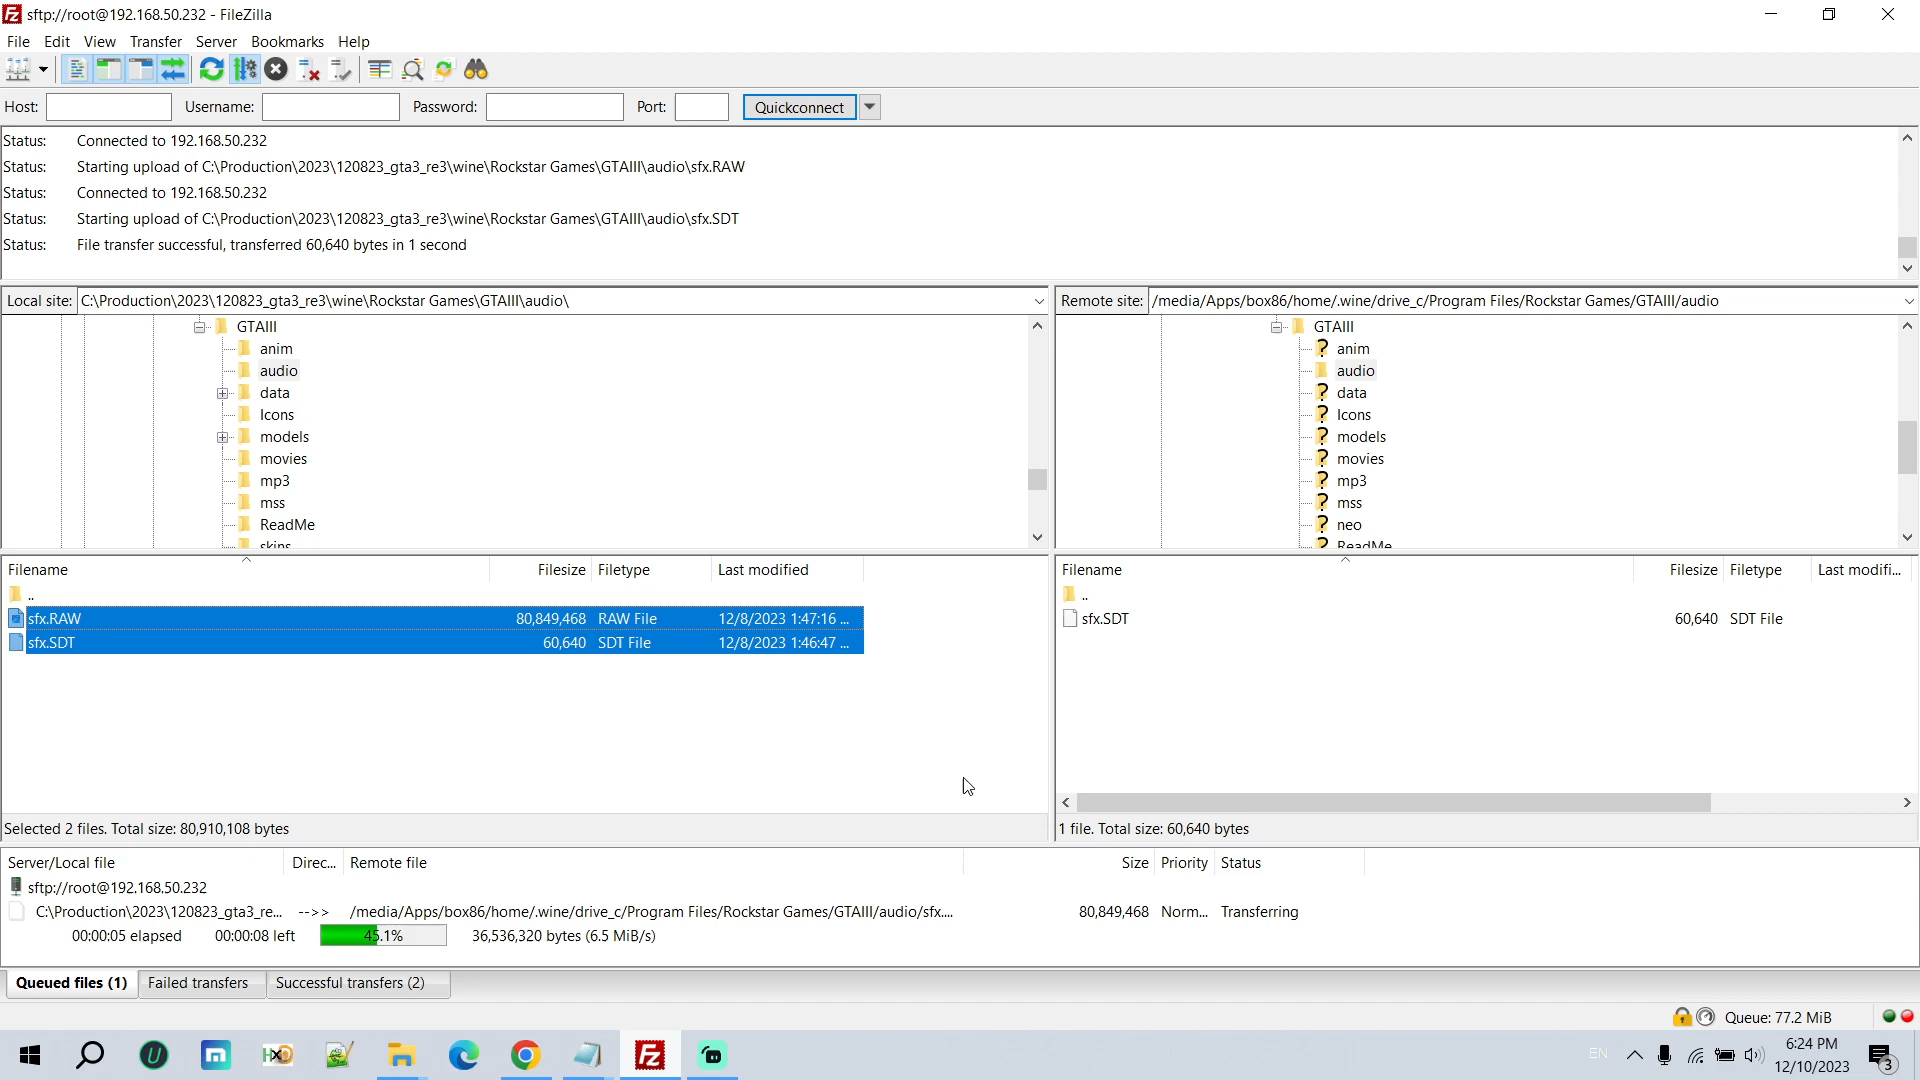 sftp://root@192.168.50.232 - FileZilla
File Edit View Transfer Server Bookmarks Help
Host: Username: Password: Port: Quickconnect
Status: Connected to 192.168.50.232
Status: Starting upload of C:\Production\2023\120823_gta3_re3\wine\Rockstar Games\GTAIII\audio\sfx.RAW
Status: Connected to 192.168.50.232
Status: Starting upload of C:\Production\2023\120823_gta3_re3\wine\Rockstar Games\GTAIII\audio\sfx.SDT
Status: File transfer successful, transferred 60,640 bytes in 1 second
Local site: C:\Production\2023\120823_gta3_re3\wine\Rockstar Games\GTAIII\audio\
GTAIII
anim
audio
data
Icons
models
movies
mp3
mss
ReadMe
skins
Remote site: /media/Apps/box86/home/.wine/drive_c/Program Files/Rockstar Games/GTAIII/audio
GTAIII
? anim
audio
? data
? Icons
? models
? movies
? mp3
? mss
? neo
? ReadMe
Filename Filesize Filetype Last modified
..
sfx.RAW 80,849,468 RAW File 12/8/2023 1:47:16 ...
sfx.SDT 60,640 SDT File 12/8/2023 1:46:47 ...
Selected 2 files. Total size: 80,910,108 bytes
Filename Filesize Filetype Last modifi...
..
sfx.SDT 60,640 SDT File
1 file. Total size: 60,640 bytes
Server/Local file Direc... Remote file Size Priority Status
sftp://root@192.168.50.232
C:\Production\2023\120823_gta3_re... -->> /media/Apps/box86/home/.wine/drive_c/Program Files/Rockstar Games/GTAIII/audio/sfx.... 80,849,468 Norm... Transferring
00:00:05 elapsed 00:00:08 left 45.1% 36,536,320 bytes (6.5 MiB/s)
Queued files (1) Failed transfers Successful transfers (2)
Queue: 77.2 MiB
EN 6:24 PM
12/10/2023 3